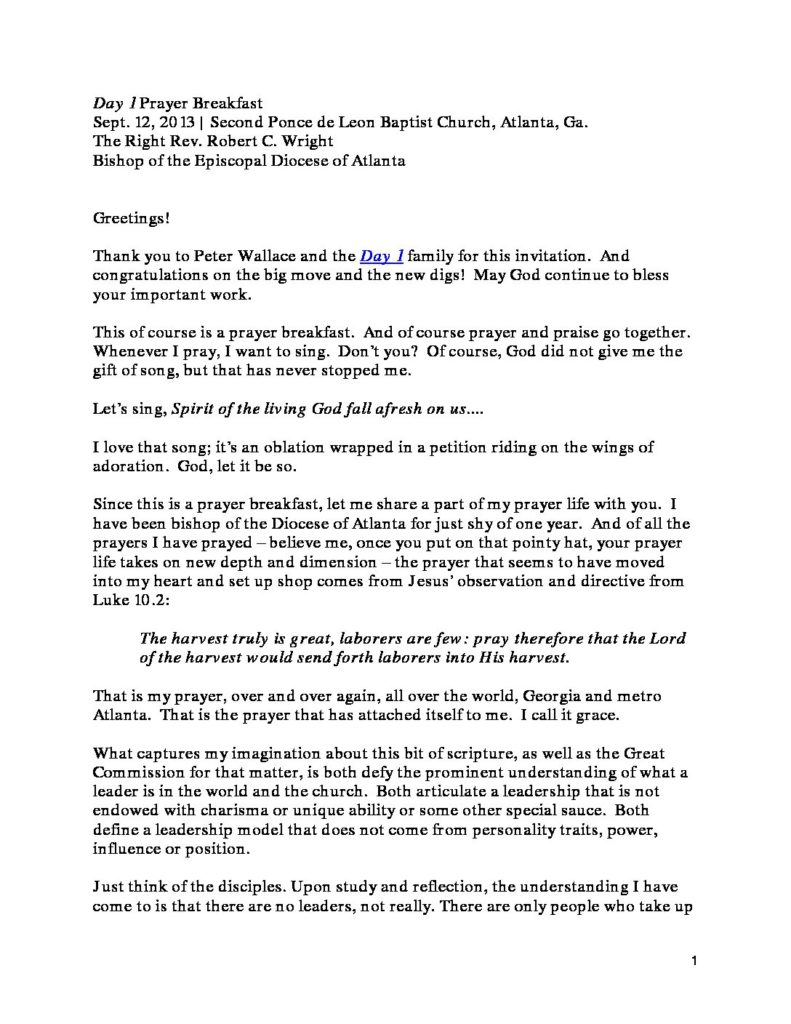 Day 1 Prayer Breakfast
Sept. 12, 2013 | Second Ponce de Leon Baptist Church, Atlanta, Ga.
The Right Rev. Robert C. Wright
Bishop of the Episcopal Diocese of Atlanta
Greetings!
Thank you to Peter Wallace and the Day 1 family for this invitation.  And
congratulations on the big move and the new digs!  May God continue to bless
your important work.
This of course is a prayer breakfast.  And of course prayer and praise go together.
Whenever I pray, I want to sing.  Don’t you?  Of course, God did not give me the
gift of song, but that has never stopped me.
Let’s sing, Spirit of the living God fall afresh on us....
I love that song; it’s an oblation wrapped in a petition riding on the wings of
adoration.  God, let it be so.
Since this is a prayer breakfast, let me share a part of my prayer life with you.  I
have been bishop of the Diocese of Atlanta for just shy of one year.  And of all the
prayers I have prayed – believe me, once you put on that pointy hat, your prayer
life takes on new depth and dimension – the prayer that seems to have moved
into my heart and set up shop comes from Jesus’ observation and directive from
Luke 10.2:
The harvest truly is great, laborers are few: pray therefore that the Lord
of the harvest would send forth laborers into His harvest.
That is my prayer, over and over again, all over the world, Georgia and metro
Atlanta.  That is the prayer that has attached itself to me.  I call it grace.
What captures my imagination about this bit of scripture, as well as the Great
Commission for that matter, is both defy the prominent understanding of what a
leader is in the world and the church.  Both articulate a leadership that is not
endowed with charisma or unique ability or some other special sauce.  Both
define a leadership model that does not come from personality traits, power,
influence or position.
Just think of the disciples. Upon study and reflection, the understanding I have
come to is that there are no leaders, not really. There are only people who take up
1